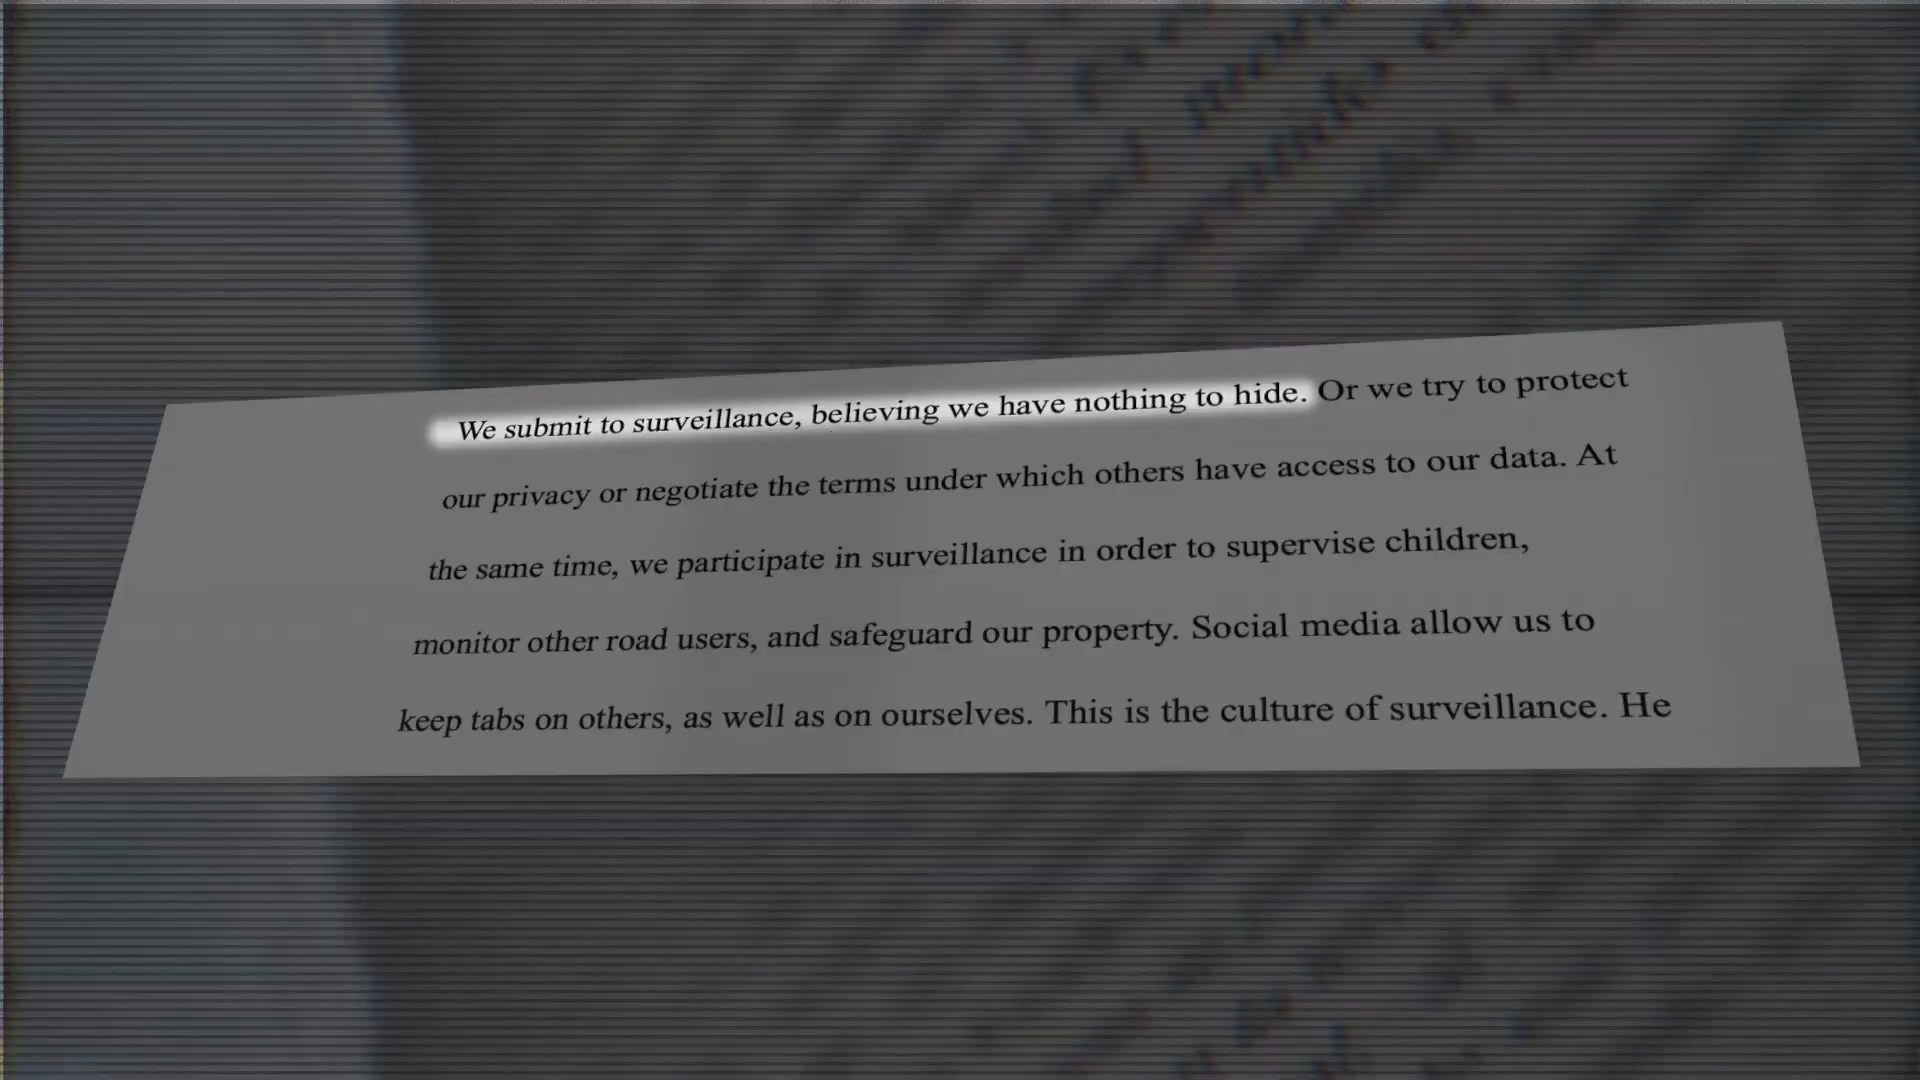 We submit to surveillance, believing we have nothing to hide. Or we try to protect
our privacy or negotiate the terms under which others have access to our data. At
the same time, we participate in surveillance in order to supervise children,
monitor other road users, and safeguard our property. Social media allow us to
keep tabs on others, as well as on ourselves. This is the culture of surveillance. He